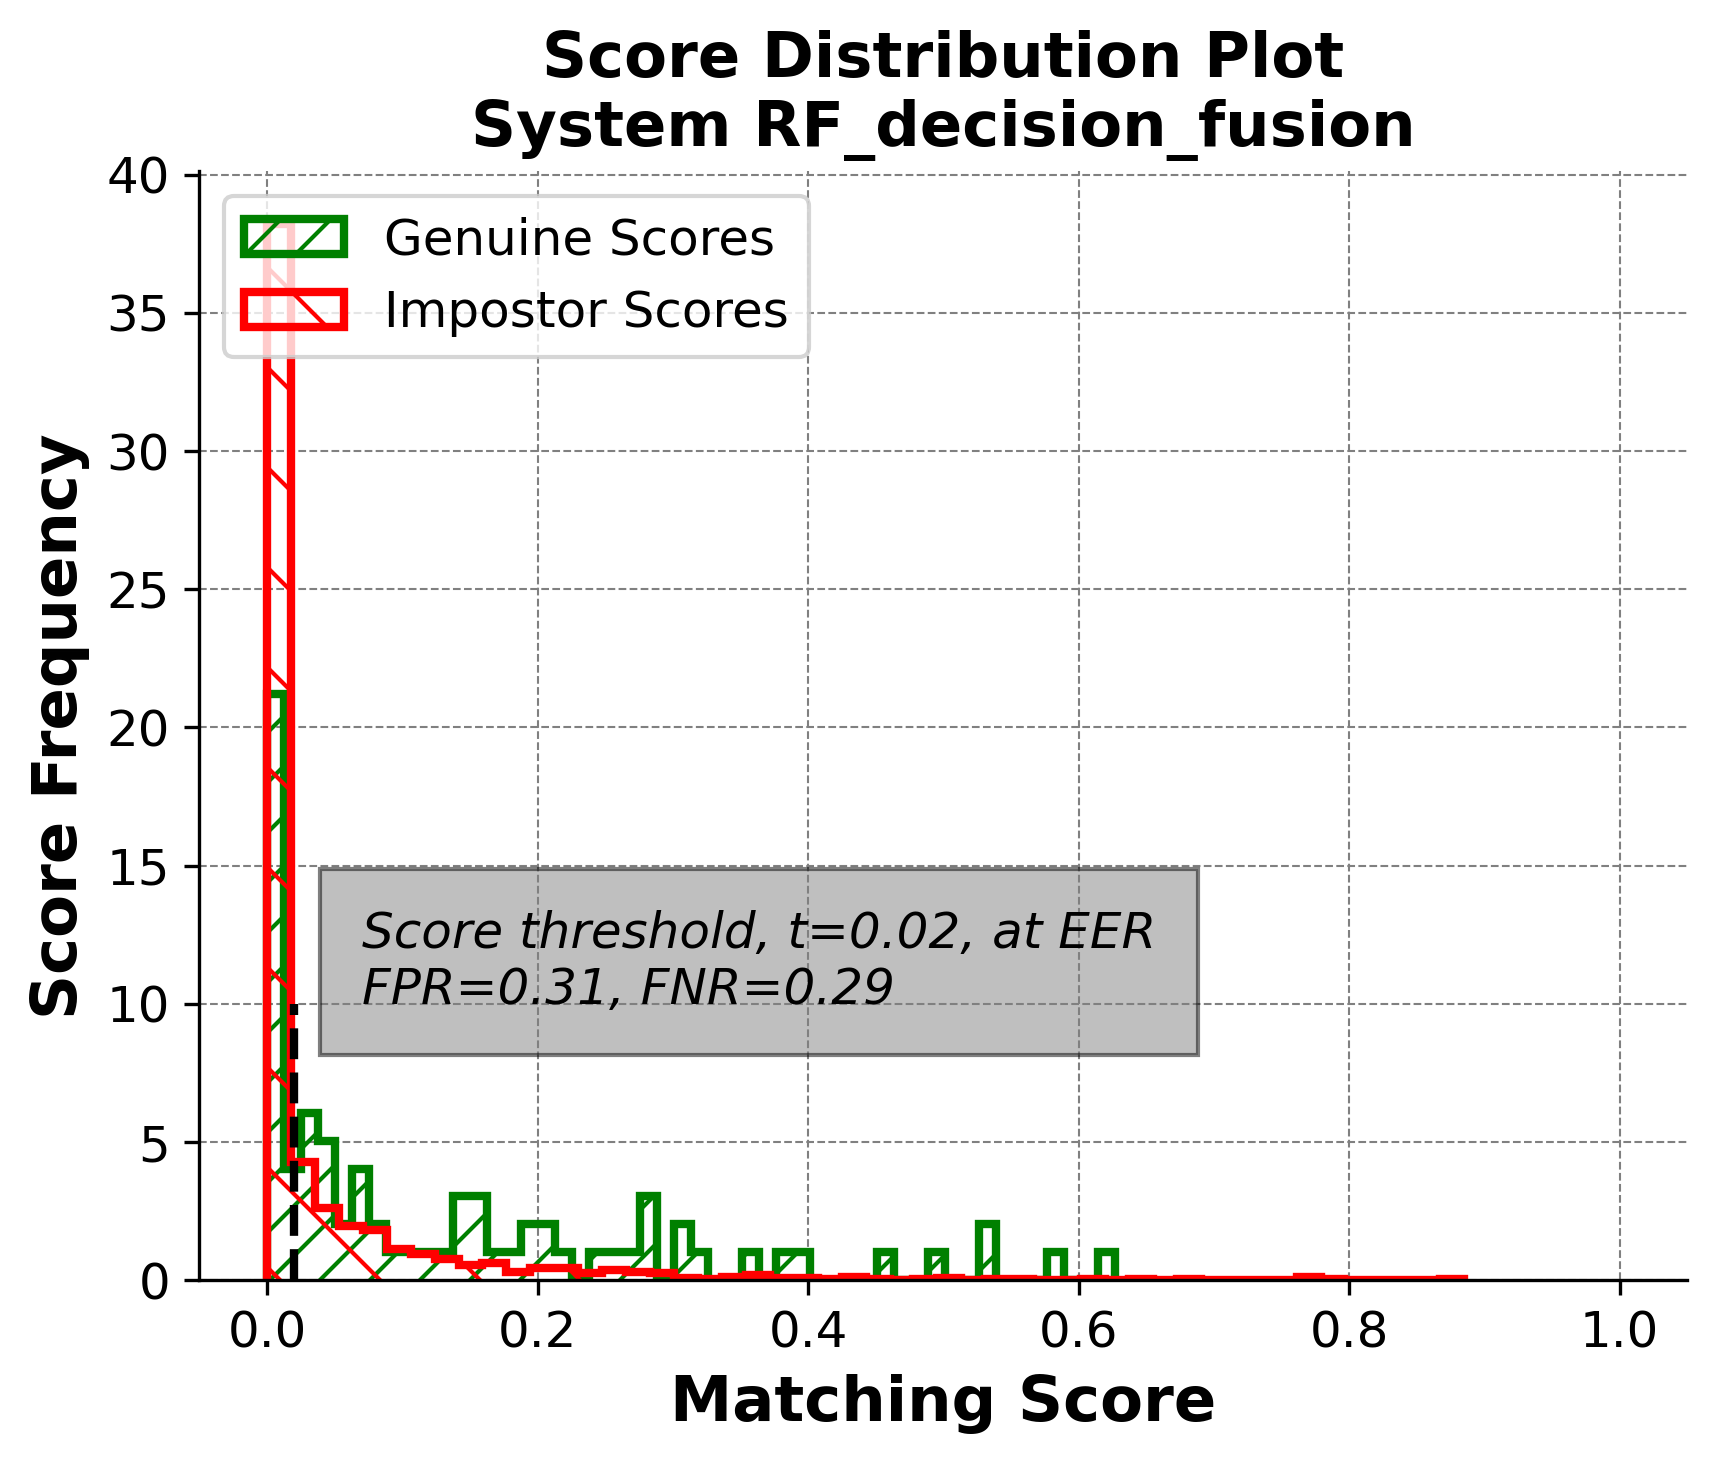 Score Distribution Plot
System RF_decision_fusion
Genuine Scores
Impostor Scores
Score Frequency
40
35
30
25
20
15
10
5
0
Score threshold, t=0.02, at EER
FPR=0.31, FNR=0.29
0.0 0.2 0.4 0.6 0.8 1.0
Matching Score